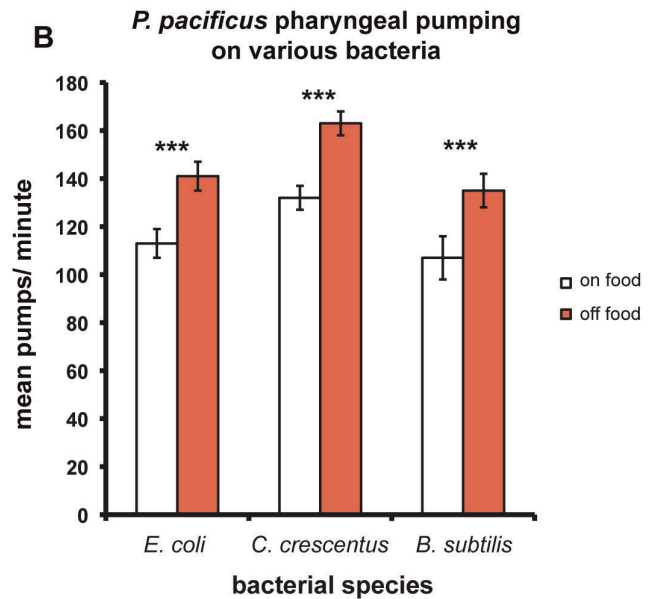 B
P. pacificus pharyngeal pumping
on various bacteria
mean pumps/ minute
180
160
140
120
100
80
60
40
20
0
***
***
***
on food
off food
E. coli
C. crescentus
B. subtilis
bacterial species